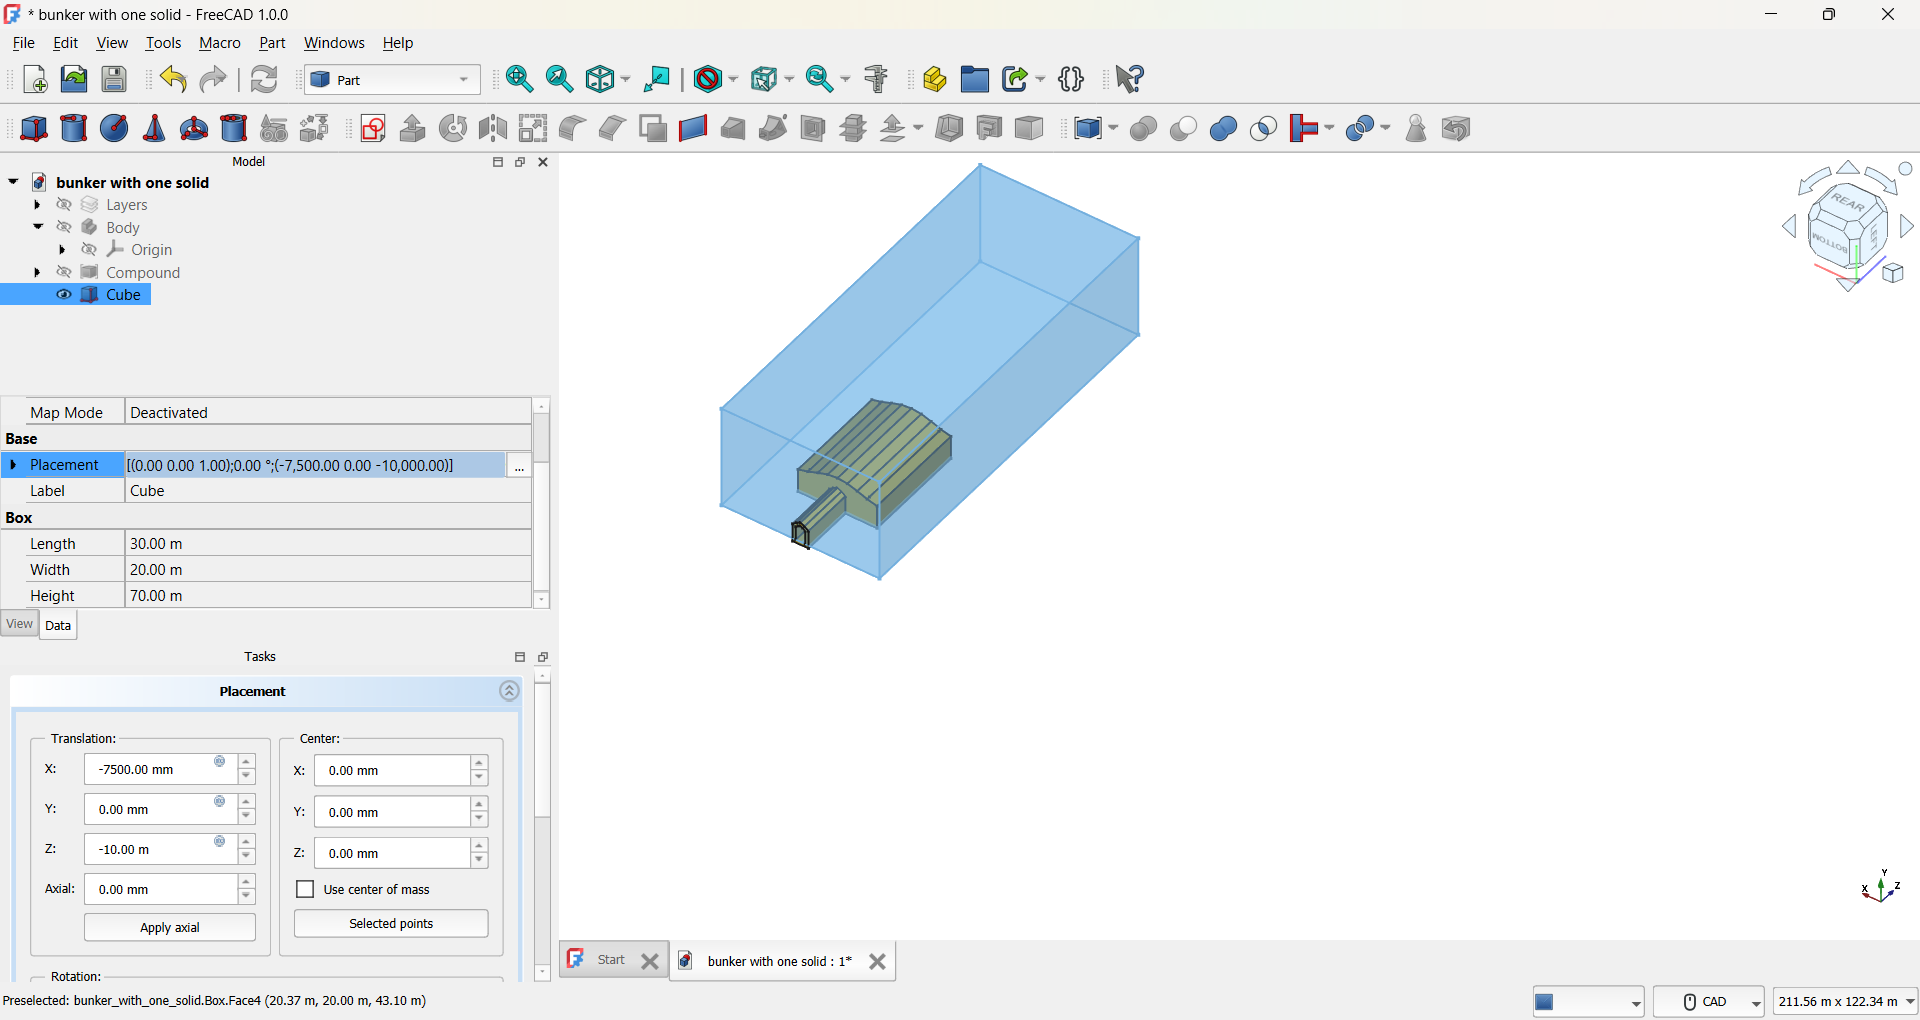 * bunker with one solid - FreeCAD 1.0.0
File Edit View Tools Macro Part Windows Help
Part
Model
bunker with one solid
Layers
Body
Origin
Compound
Cube
Map Mode Deactivated
Base
Placement [(0.00 0.00 1.00);0.00 °;(-7,500.00 0.00 -10,000.00)] ...
Label Cube
Box
Length 30.00 m
Width 20.00 m
Height 70.00 m
View Data
Tasks
Placement
Translation: Center:
X: -7500.00 mm X: 0.00 mm
Y: 0.00 mm Y: 0.00 mm
Z: -10.00 m Z: 0.00 mm
Axial: 0.00 mm Use center of mass
Apply axial Selected points
Rotation:
REAR
BOTTOM
LEFT
Y
X Z
Start bunker with one solid : 1*
Preselected: bunker_with_one_solid.Box.Face4 (20.37 m, 20.00 m, 43.10 m)
CAD 211.56 m x 122.34 m